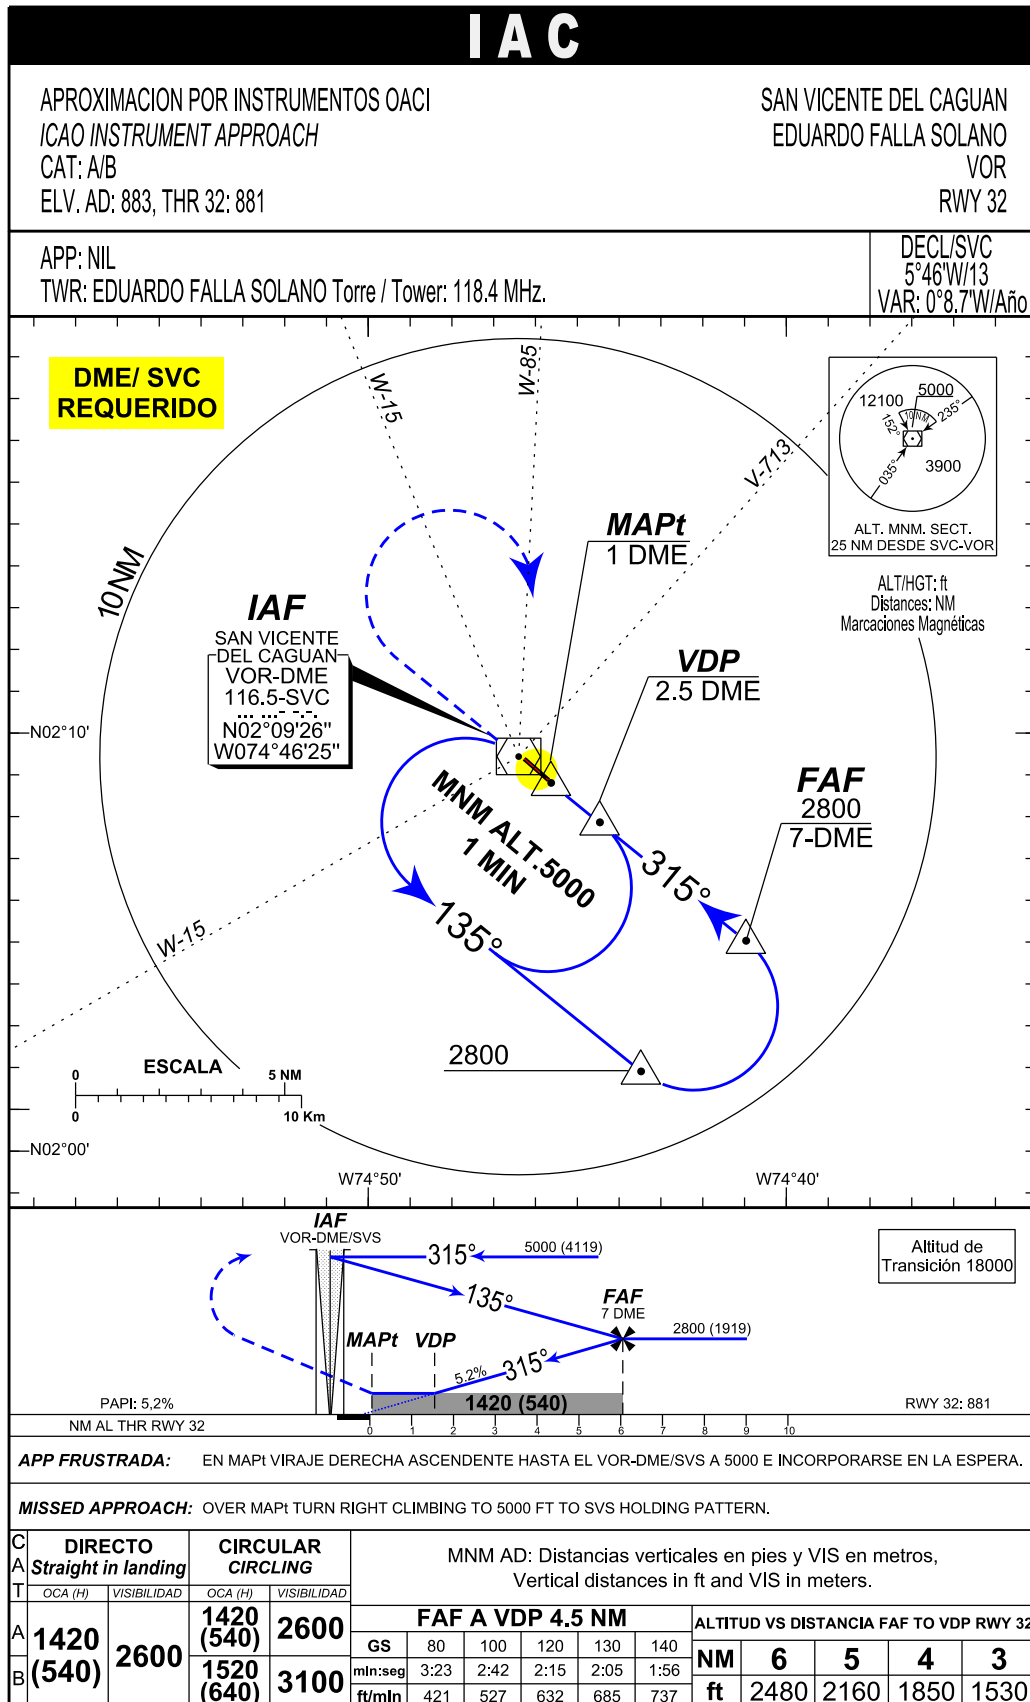 IAC
APROXIMACION POR INSTRUMENTOS OACI
ICAO INSTRUMENT APPROACH
CAT: A/B
ELV. AD: 883, THR 32: 881
SAN VICENTE DEL CAGUAN
EDUARDO FALLA SOLANO
VOR
RWY 32
APP: NIL
TWR: EDUARDO FALLA SOLANO Torre / Tower: 118.4 MHz.
DECL/SVC
5°46'W/13
VAR: 0°8.7'W/Año
DME/ SVC
REQUERIDO
W-15
W-85
V-713
12100
5000
10 NM
152°
235°
035°
3900
ALT. MNM. SECT.
25 NM DESDE SVC-VOR
ALT/HGT: ft
Distances: NM
Marcaciones Magnéticas
10 NM
MAPt
1 DME
IAF
SAN VICENTE
DEL CAGUAN
VOR-DME
116.5-SVC
N02°09'26"
W074°46'25"
VDP
2.5 DME
FAF
2800
7-DME
N02°10'
MNM ALT.5000
1 MIN
315°
135°
W-15
2800
ESCALA
0
5 NM
0
10 Km
N02°00'
W74°50'
W74°40'
IAF
VOR-DME/SVS
315°
5000 (4119)
135°
FAF
7 DME
2800 (1919)
Altitud de
Transición 18000
MAPt
VDP
5.2%
315°
1420 (540)
PAPI: 5,2%
RWY 32: 881
NM AL THR RWY 32
0 1 2 3 4 5 6 7 8 9 10
APP FRUSTRADA: EN MAPt VIRAJE DERECHA ASCENDENTE HASTA EL VOR-DME/SVS A 5000 E INCORPORARSE EN LA ESPERA.
MISSED APPROACH: OVER MAPt TURN RIGHT CLIMBING TO 5000 FT TO SVS HOLDING PATTERN.
CAT
DIRECTO
Straight in landing
CIRCULAR
CIRCLING
OCA (H) VISIBILIDAD OCA (H) VISIBILIDAD
A
B
1420
(540)
2600
1420
(540)
2600
1520
(640)
3100
MNM AD: Distancias verticales en pies y VIS en metros,
Vertical distances in ft and VIS in meters.
FAF A VDP 4.5 NM
GS 80 100 120 130 140
min:seg 3:23 2:42 2:15 2:05 1:56
ft/min 421 527 632 685 737
ALTITUD VS DISTANCIA FAF TO VDP RWY 32
NM 6 5 4 3
ft 2480 2160 1850 1530